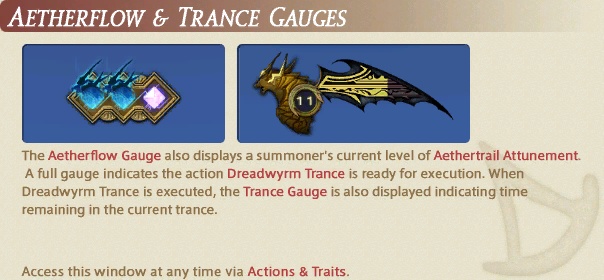 Aetherflow & Trance Gauges
11
The Aetherflow Gauge also displays a summoner's current level of Aethertrail Attunement.
A full gauge indicates the action Dreadwyrm Trance is ready for execution. When
Dreadwyrm Trance is executed, the Trance Gauge is also displayed indicating time
remaining in the current trance.
Access this window at any time via Actions & Traits.